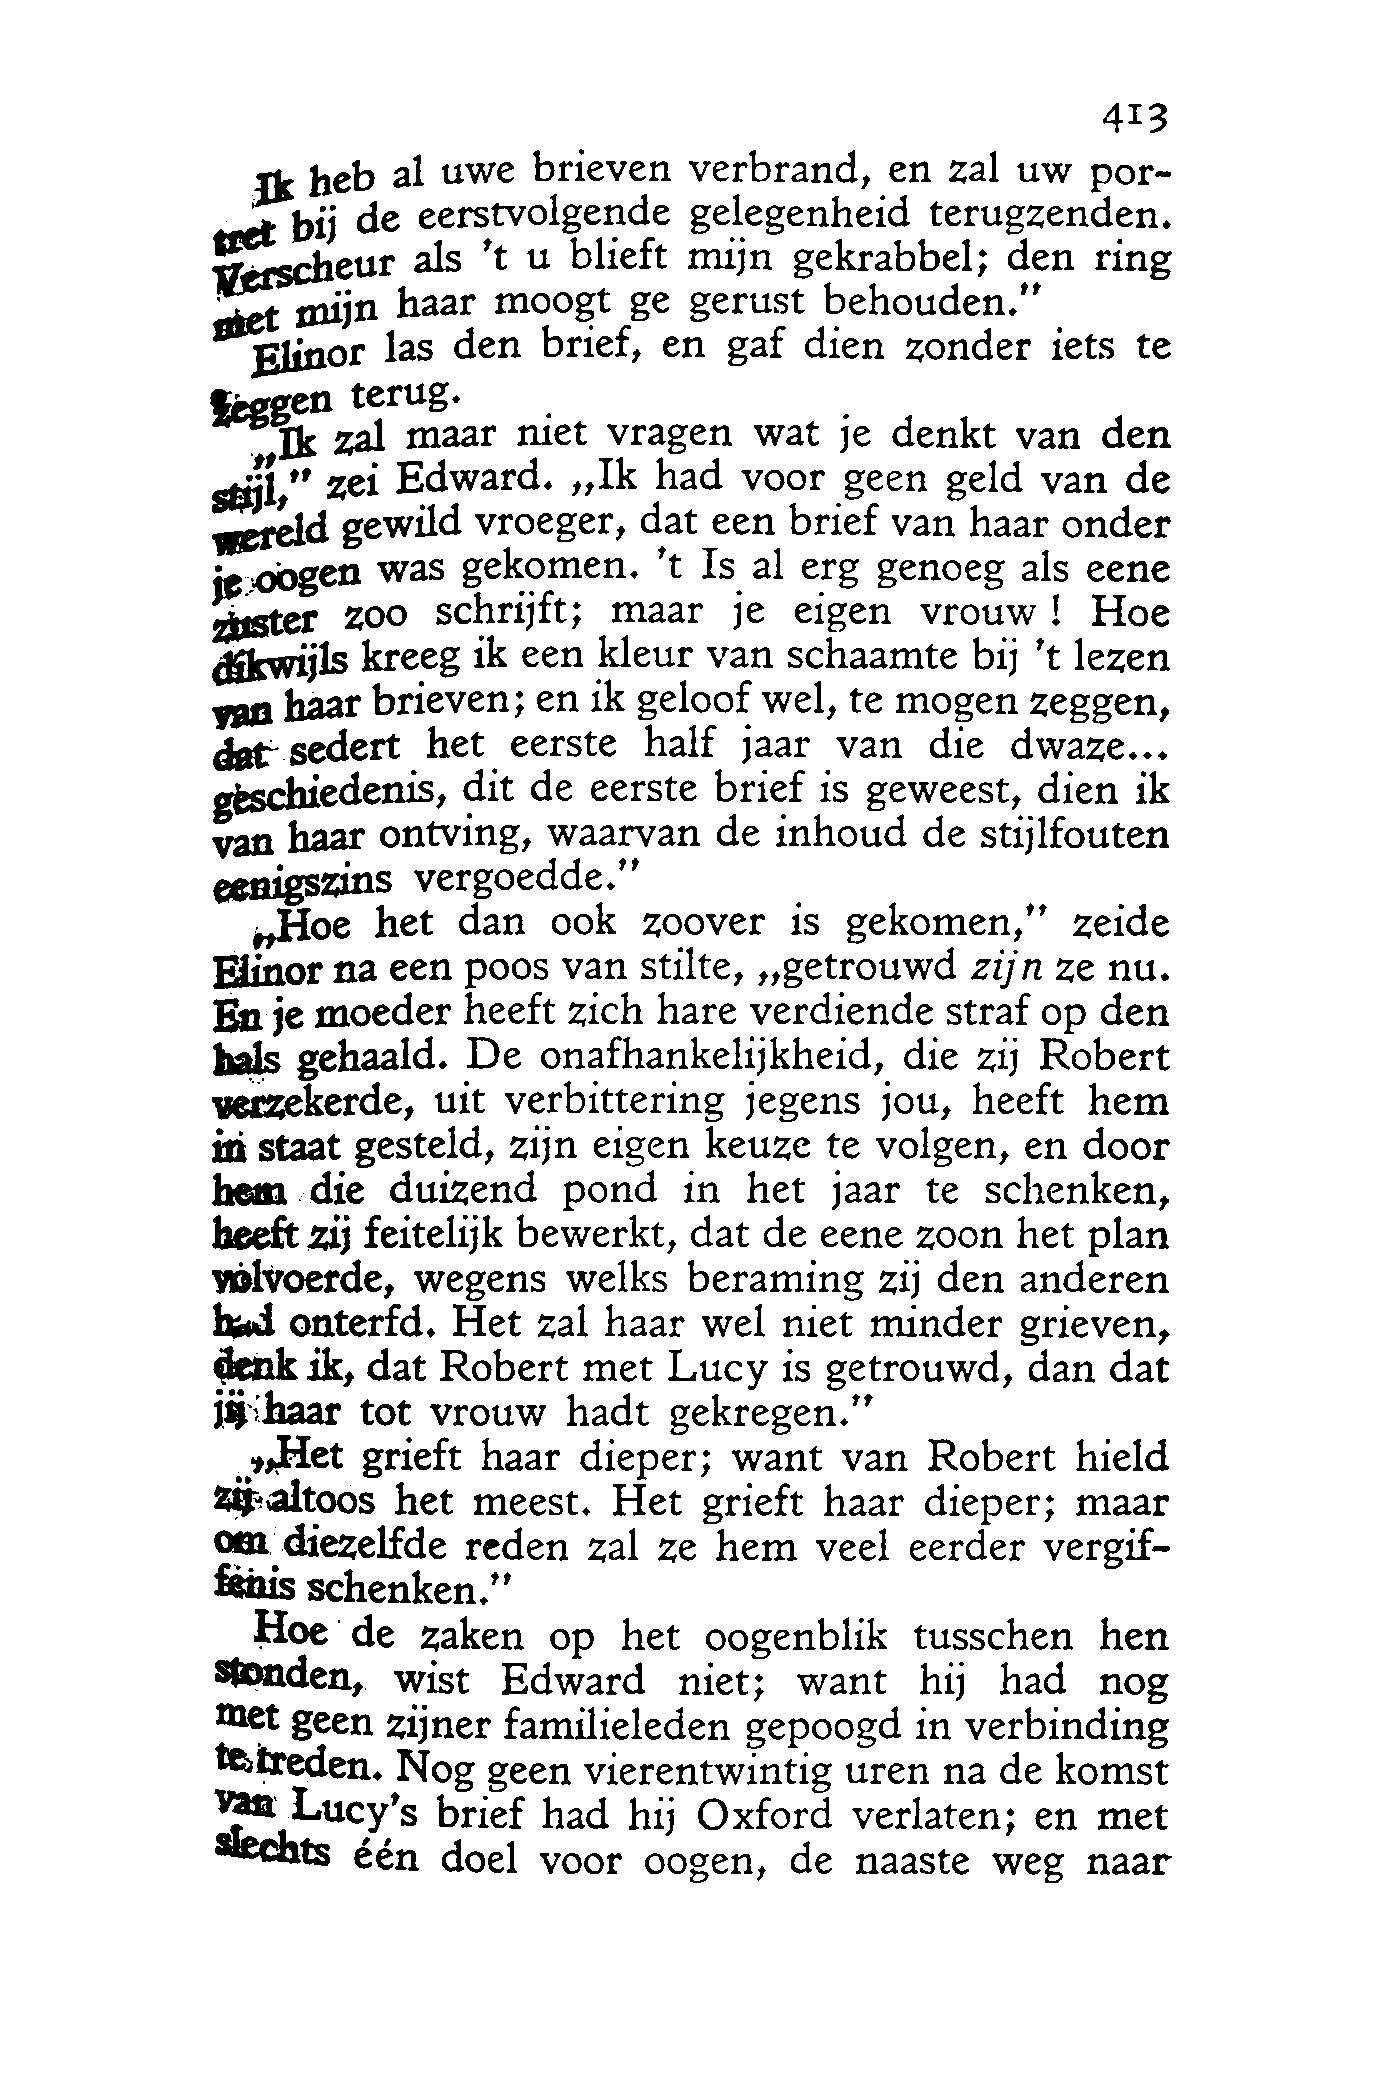 413
Ik heb al uwe brieven verbrand, en zal uw por-
tret bij de eerstvolgende gelegenheid terugzenden.
Verscheur als 't u blieft mijn gekrabbel; den ring
met mijn haar moogt ge gerust behouden."
Elinor las den brief, en gaf dien zonder iets te
zeggen terug.
„Ik zal maar niet vragen wat je denkt van den
stijl," zei Edward. „Ik had voor geen geld van de
wereld gewild vroeger, dat een brief van haar onder
je oogen was gekomen. 't Is al erg genoeg als eene
zuster zoo schrijft; maar je eigen vrouw! Hoe
dikwijls kreeg ik een kleur van schaamte bij 't lezen
van haar brieven; en ik geloof wel, te mogen zeggen,
dat sedert het eerste half jaar van die dwaze...
geschiedenis, dit de eerste brief is geweest, dien ik
van haar ontving, waarvan de inhoud de stijlfouten
eenigszins vergoedde."
„Hoe het dan ook zoover is gekomen," zeide
Elinor na een poos van stilte, „getrouwd zijn ze nu.
En je moeder heeft zich hare verdiende straf op den
hals gehaald. De onafhankelijkheid, die zij Robert
verzekerde, uit verbittering jegens jou, heeft hem
in staat gesteld, zijn eigen keuze te volgen, en door
hem die duizend pond in het jaar te schenken,
heeft zij feitelijk bewerkt, dat de eene zoon het plan
volvoerde, wegens welks beraming zij den anderen
had onterfd. Het zal haar wel niet minder grieven,
denk ik, dat Robert met Lucy is getrouwd, dan dat
jij haar tot vrouw hadt gekregen."
„Het grieft haar dieper; want van Robert hield
zij altoos het meest. Het grieft haar dieper; maar
om diezelfde reden zal ze hem veel eerder vergif-
fenis schenken."
Hoe de zaken op het oogenblik tusschen hen
stonden, wist Edward niet; want hij had nog
met geen zijner familieleden gepoogd in verbinding
te treden. Nog geen vierentwintig uren na de komst
van Lucy's brief had hij Oxford verlaten; en met
slechts één doel voor oogen, de naaste weg naar